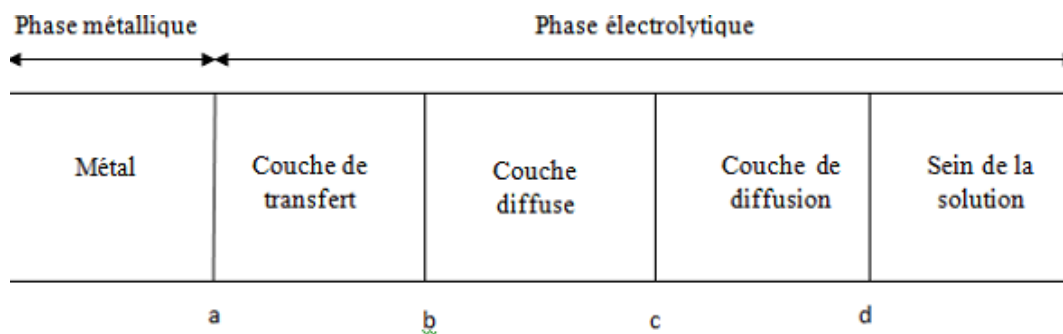 Phase métallique
Phase électrolytique
Métal
Couche de
transfert
Couche
diffuse
Couche de
diffusion
Sein de la
solution
a
b
c
d